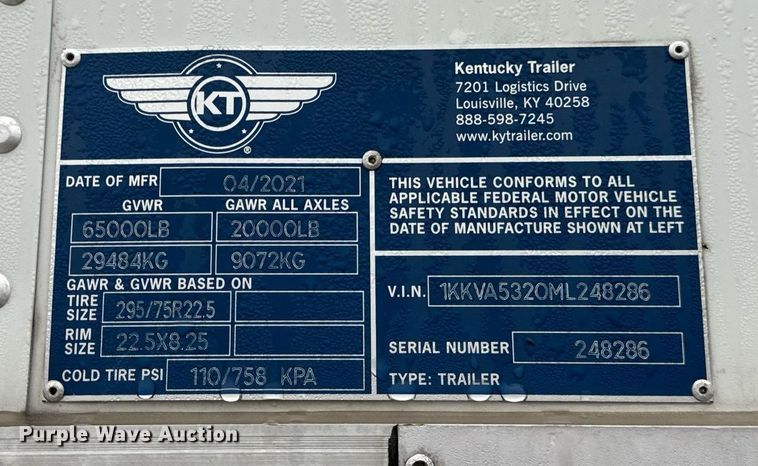 KT
®
Kentucky Trailer
7201 Logistics Drive
Louisville, KY 40258
888-598-7245
www.kytrailer.com
DATE OF MFR 04/2021
GVWR GAWR ALL AXLES
65000LB 20000LB
29484KG 9072KG
GAWR & GVWR BASED ON
TIRE SIZE 295/75R22.5
RIM SIZE 22.5X8.25
COLD TIRE PSI 110/758 KPA
THIS VEHICLE CONFORMS TO ALL
APPLICABLE FEDERAL MOTOR VEHICLE
SAFETY STANDARDS IN EFFECT ON THE
DATE OF MANUFACTURE SHOWN AT LEFT
V.I.N. 1KKVA5320ML248286
SERIAL NUMBER 248286
TYPE: TRAILER
Purple Wave Auction